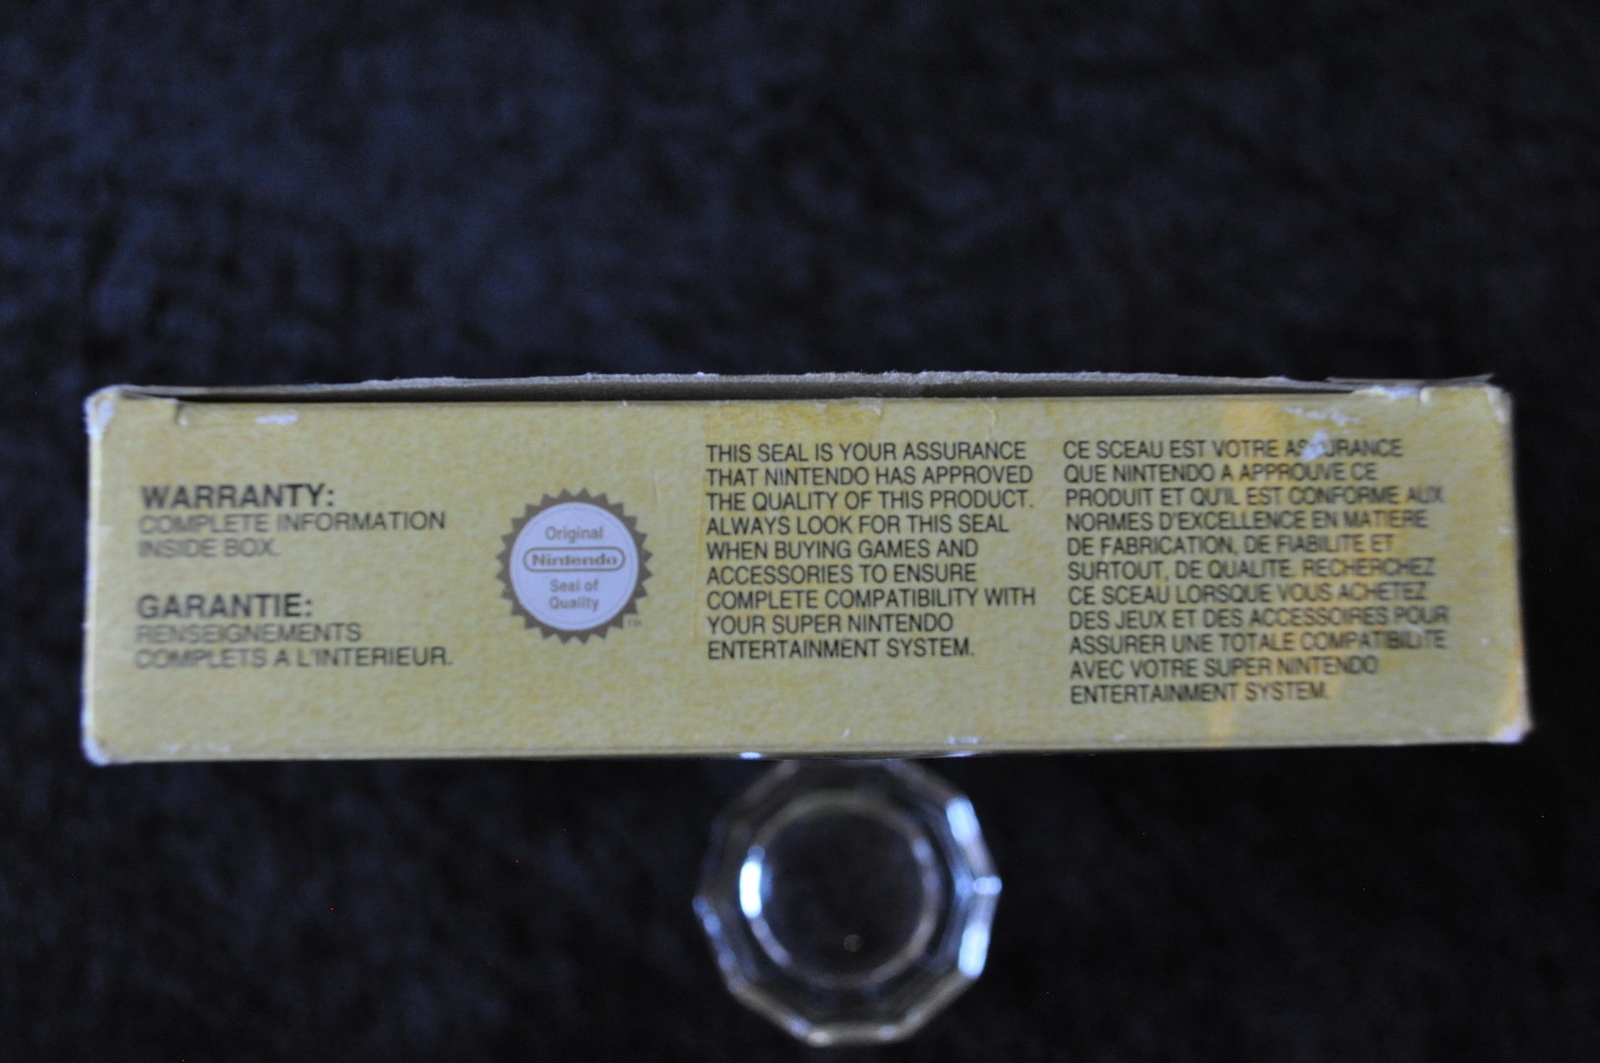 WARRANTY:
COMPLETE INFORMATION
INSIDE BOX.
GARANTIE:
RENSEIGNEMENTS
COMPLETS A L'INTERIEUR.
Original
Nintendo
Seal of
Quality
TM
THIS SEAL IS YOUR ASSURANCE
THAT NINTENDO HAS APPROVED
THE QUALITY OF THIS PRODUCT.
ALWAYS LOOK FOR THIS SEAL
WHEN BUYING GAMES AND
ACCESSORIES TO ENSURE
COMPLETE COMPATIBILITY WITH
YOUR SUPER NINTENDO
ENTERTAINMENT SYSTEM.
CE SCEAU EST VOTRE ASSURANCE
QUE NINTENDO A APPROUVE CE
PRODUIT ET QU'IL EST CONFORME AUX
NORMES D'EXCELLENCE EN MATIERE
DE FABRICATION, DE FIABILITE ET
SURTOUT, DE QUALITE. RECHERCHEZ
CE SCEAU LORSQUE VOUS ACHETEZ
DES JEUX ET DES ACCESSOIRES POUR
ASSURER UNE TOTALE COMPATIBILITE
AVEC VOTRE SUPER NINTENDO
ENTERTAINMENT SYSTEM.